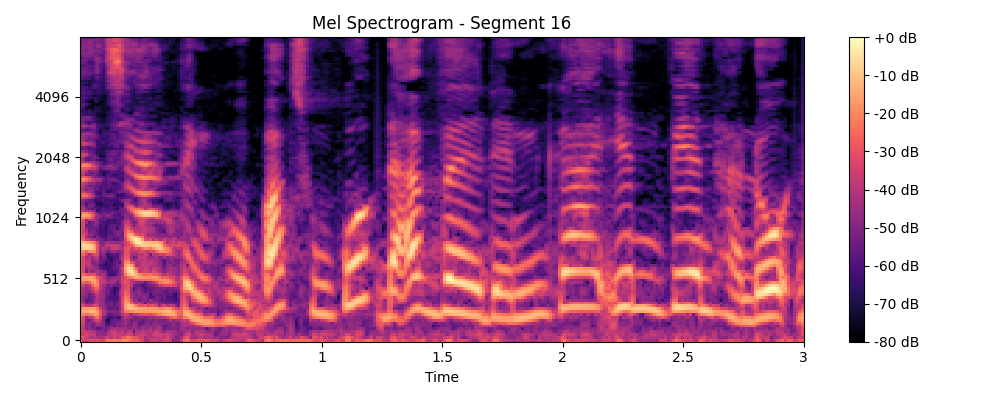 Mel Spectrogram - Segment 16
+0 dB
-10 dB
-20 dB
-30 dB
-40 dB
-50 dB
-60 dB
-70 dB
-80 dB
Frequency
4096
2048
1024
512
0
0
0.5
1
1.5
2
2.5
3
Time